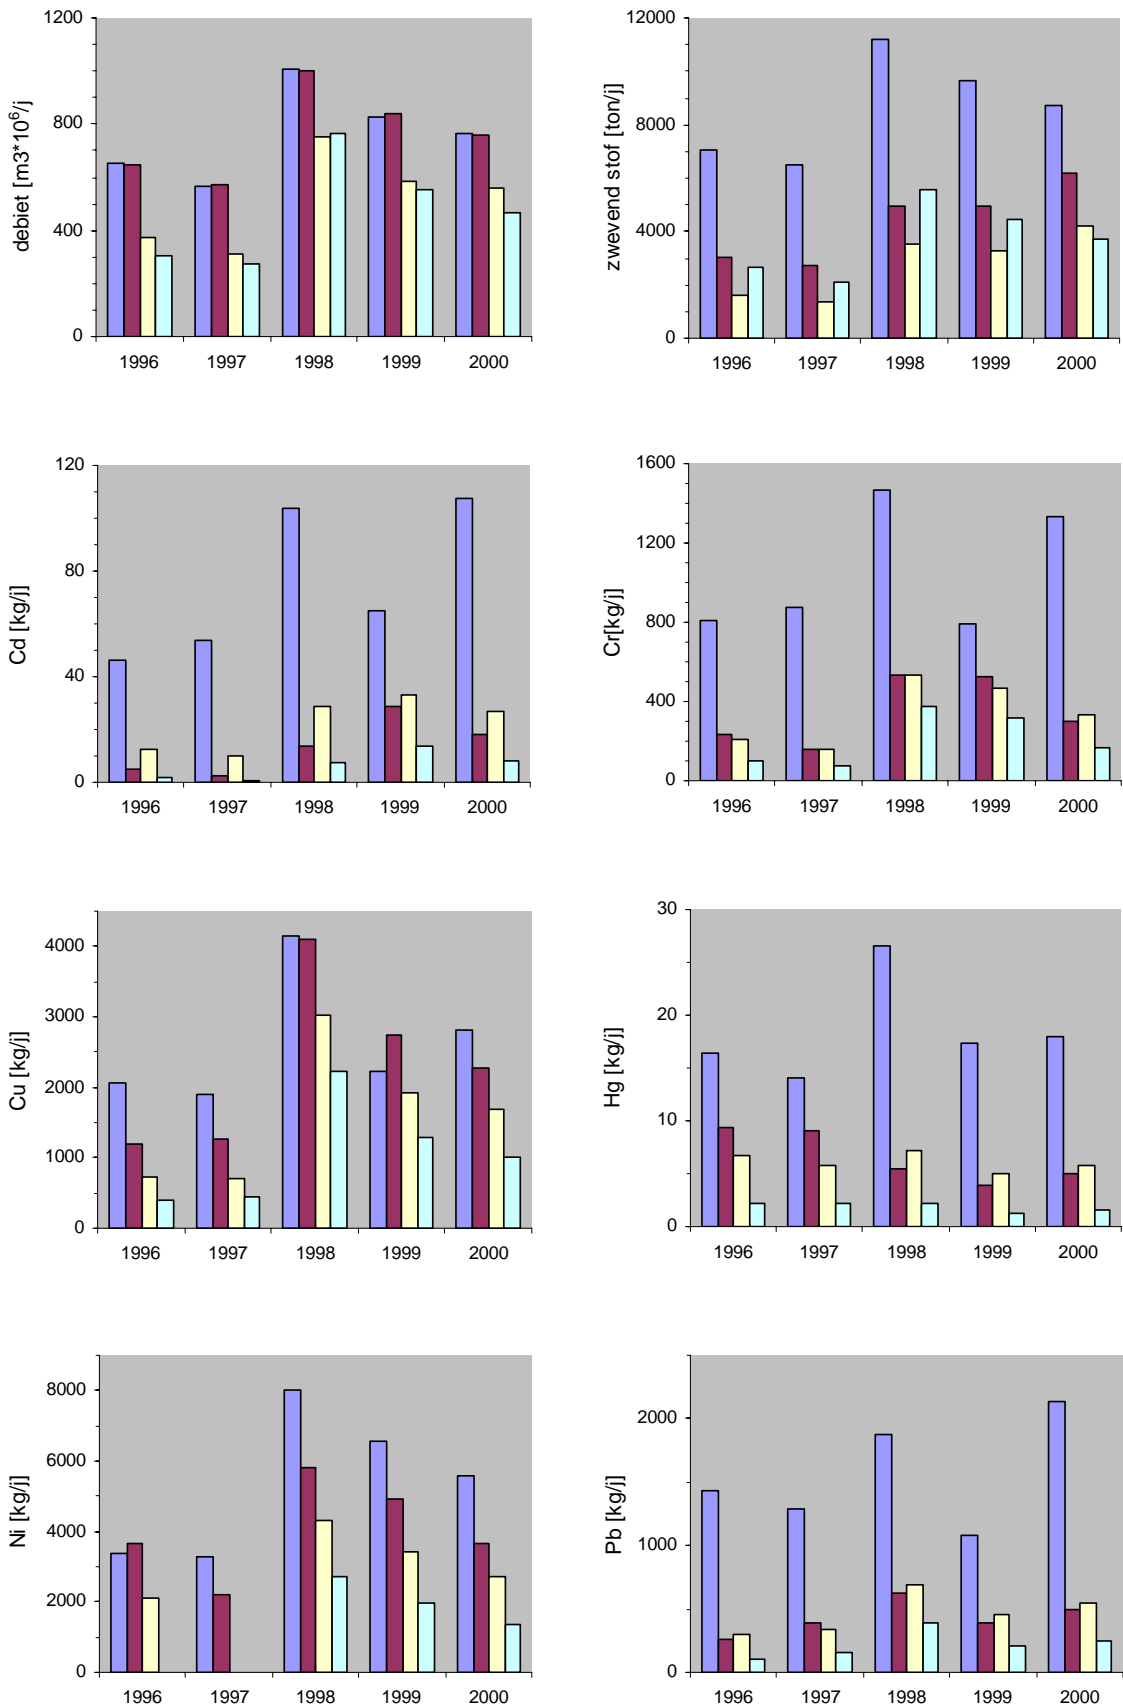 debiet [m3*10⁶/j
1200
800
400
0
1996 1997 1998 1999 2000
zwevend stof [ton/j]
12000
8000
4000
0
1996 1997 1998 1999 2000
Cd [kg/j]
120
80
40
0
1996 1997 1998 1999 2000
Cr[kg/j]
1600
1200
800
400
0
1996 1997 1998 1999 2000
Cu [kg/j]
4000
3000
2000
1000
0
1996 1997 1998 1999 2000
Hg [kg/j]
30
20
10
0
1996 1997 1998 1999 2000
Ni [kg/j]
8000
6000
4000
2000
0
1996 1997 1998 1999 2000
Pb [kg/j]
2000
1000
0
1996 1997 1998 1999 2000